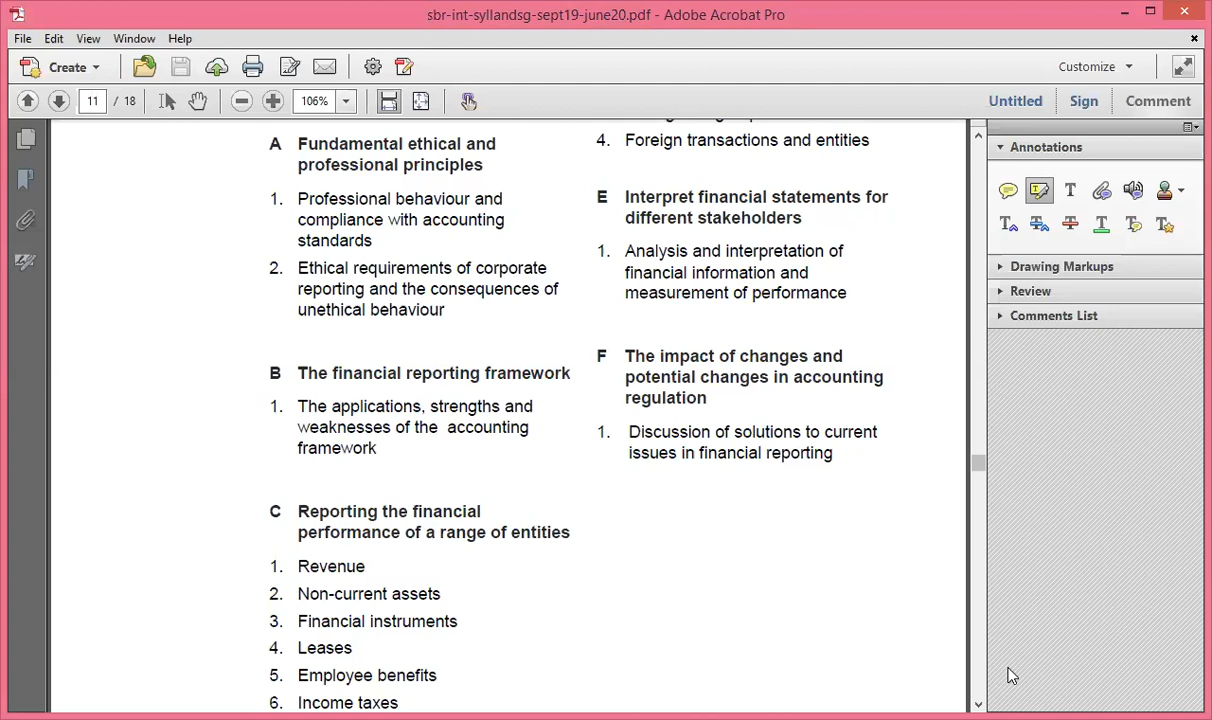 sbr-int-syllandsg-sept19-june20.pdf - Adobe Acrobat Pro
File Edit View Window Help
Create
Customize
11 / 18
106%
Untitled Sign Comment
A Fundamental ethical and
professional principles
1. Professional behaviour and
compliance with accounting
standards
2. Ethical requirements of corporate
reporting and the consequences of
unethical behaviour
B The financial reporting framework
1. The applications, strengths and
weaknesses of the accounting
framework
C Reporting the financial
performance of a range of entities
1. Revenue
2. Non-current assets
3. Financial instruments
4. Leases
5. Employee benefits
6. Income taxes
4. Foreign transactions and entities
E Interpret financial statements for
different stakeholders
1. Analysis and interpretation of
financial information and
measurement of performance
F The impact of changes and
potential changes in accounting
regulation
1. Discussion of solutions to current
issues in financial reporting
Annotations
Drawing Markups
Review
Comments List